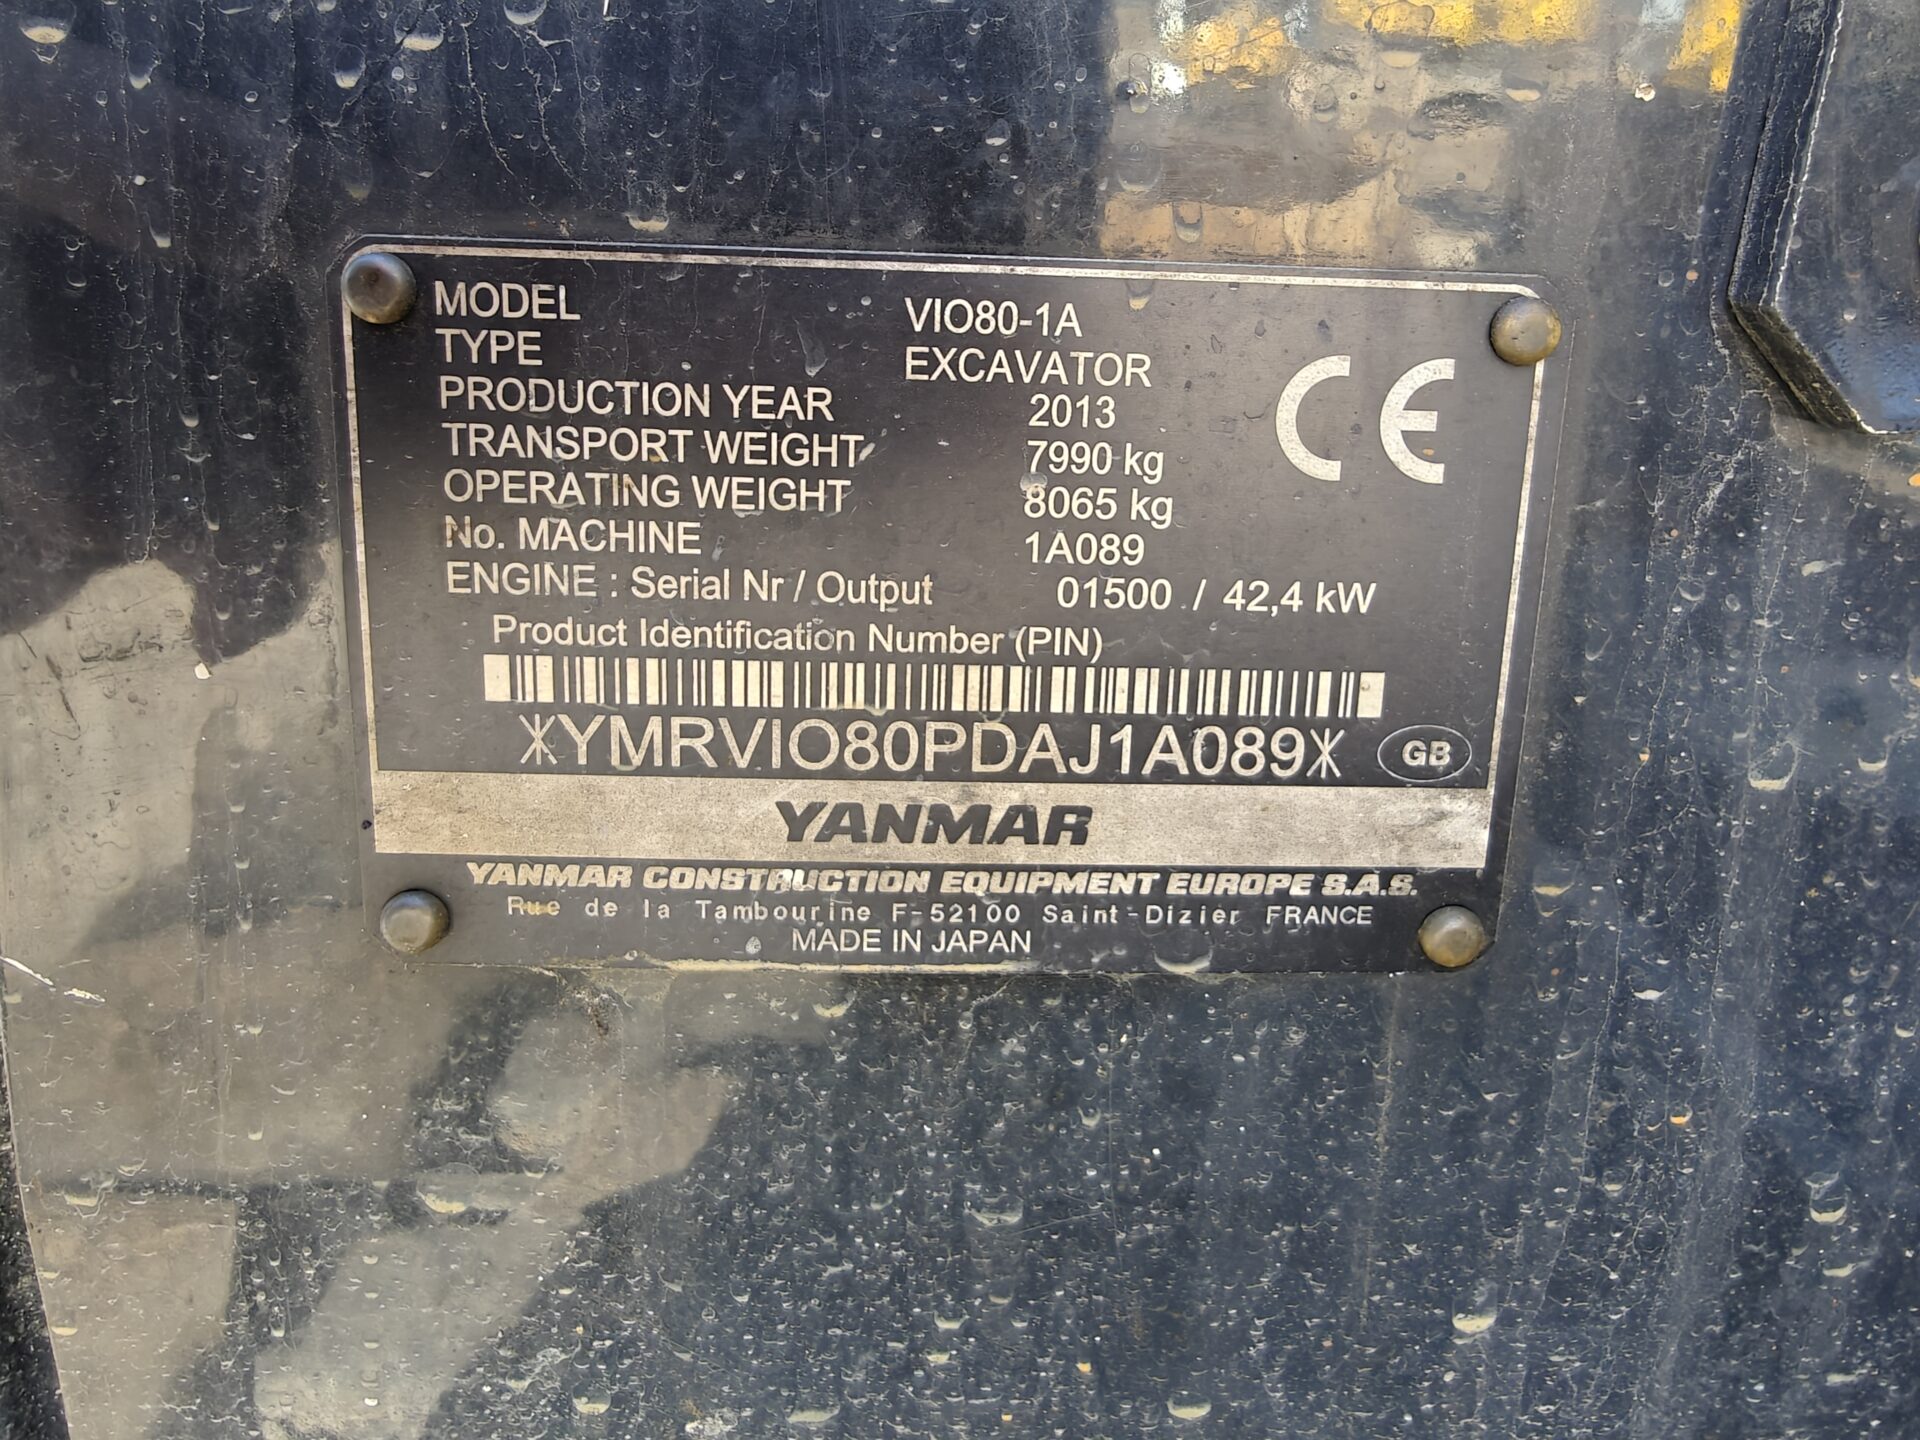 MODEL VIO80-1A
TYPE EXCAVATOR
PRODUCTION YEAR 2013
TRANSPORT WEIGHT 7990 kg
OPERATING WEIGHT 8065 kg
No. MACHINE 1A089
ENGINE : Serial Nr / Output 01500 / 42,4 kW
CE
Product Identification Number (PIN)
*YMRVIO80PDAJ1A089* GB
YANMAR
YANMAR CONSTRUCTION EQUIPMENT EUROPE S.A.S.
Rue de la Tambourine F-52100 Saint-Dizier FRANCE
MADE IN JAPAN